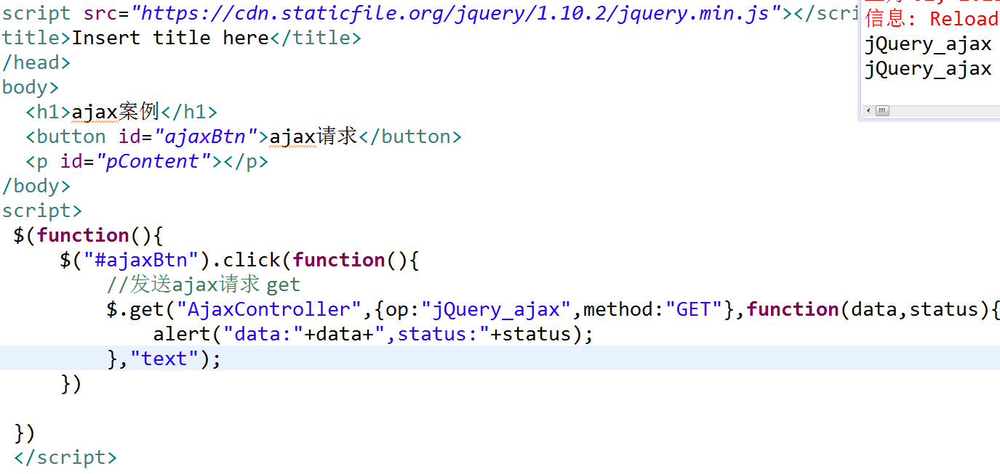 script src="https://cdn.staticfile.org/jquery/1.10.2/jquery.min.js"></scri
title>Insert title here</title>
/head>
body>
<h1>ajax案例</h1>
<button id="ajaxBtn">ajax请求</button>
<p id="pContent"></p>
/body>
script>
$(function(){
$("#ajaxBtn").click(function(){
//发送ajax请求 get
$.get("AjaxController",{op:"jQuery_ajax",method:"GET"},function(data,status){
alert("data:"+data+",status:"+status);
},"text");
})
})
</script>
信息: Reload
jQuery_ajax
jQuery_ajax